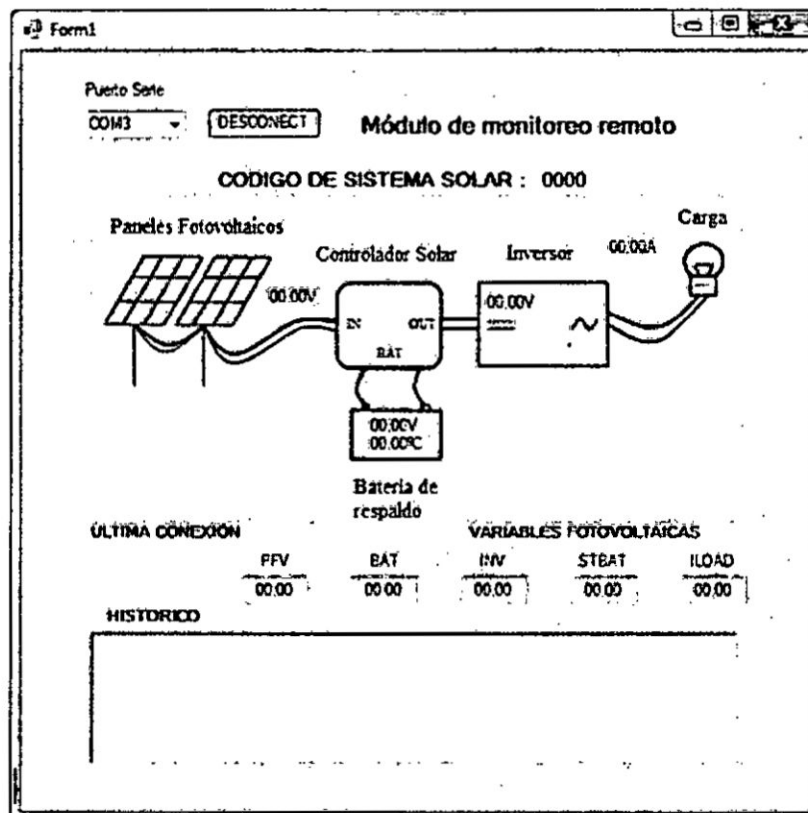 Form1
Puerto Serie
COM3
DESCONECT
Módulo de monitoreo remoto
CODIGO DE SISTEMA SOLAR : 0000
Paneles Fotovoltaicos
Controlador Solar
Inversor
00.00A
Carga
00.00V
IN
OUT
BAT
00.00V
00.00V
00.00ºC
Bateria de
respaldo
ULTIMA CONEXIÓN
VARIABLES FOTOVOLTAICAS
PFV
BAT
INV
STBAT
ILOAD
00.00
00.00
00.00
00.00
00.00
HISTORICO